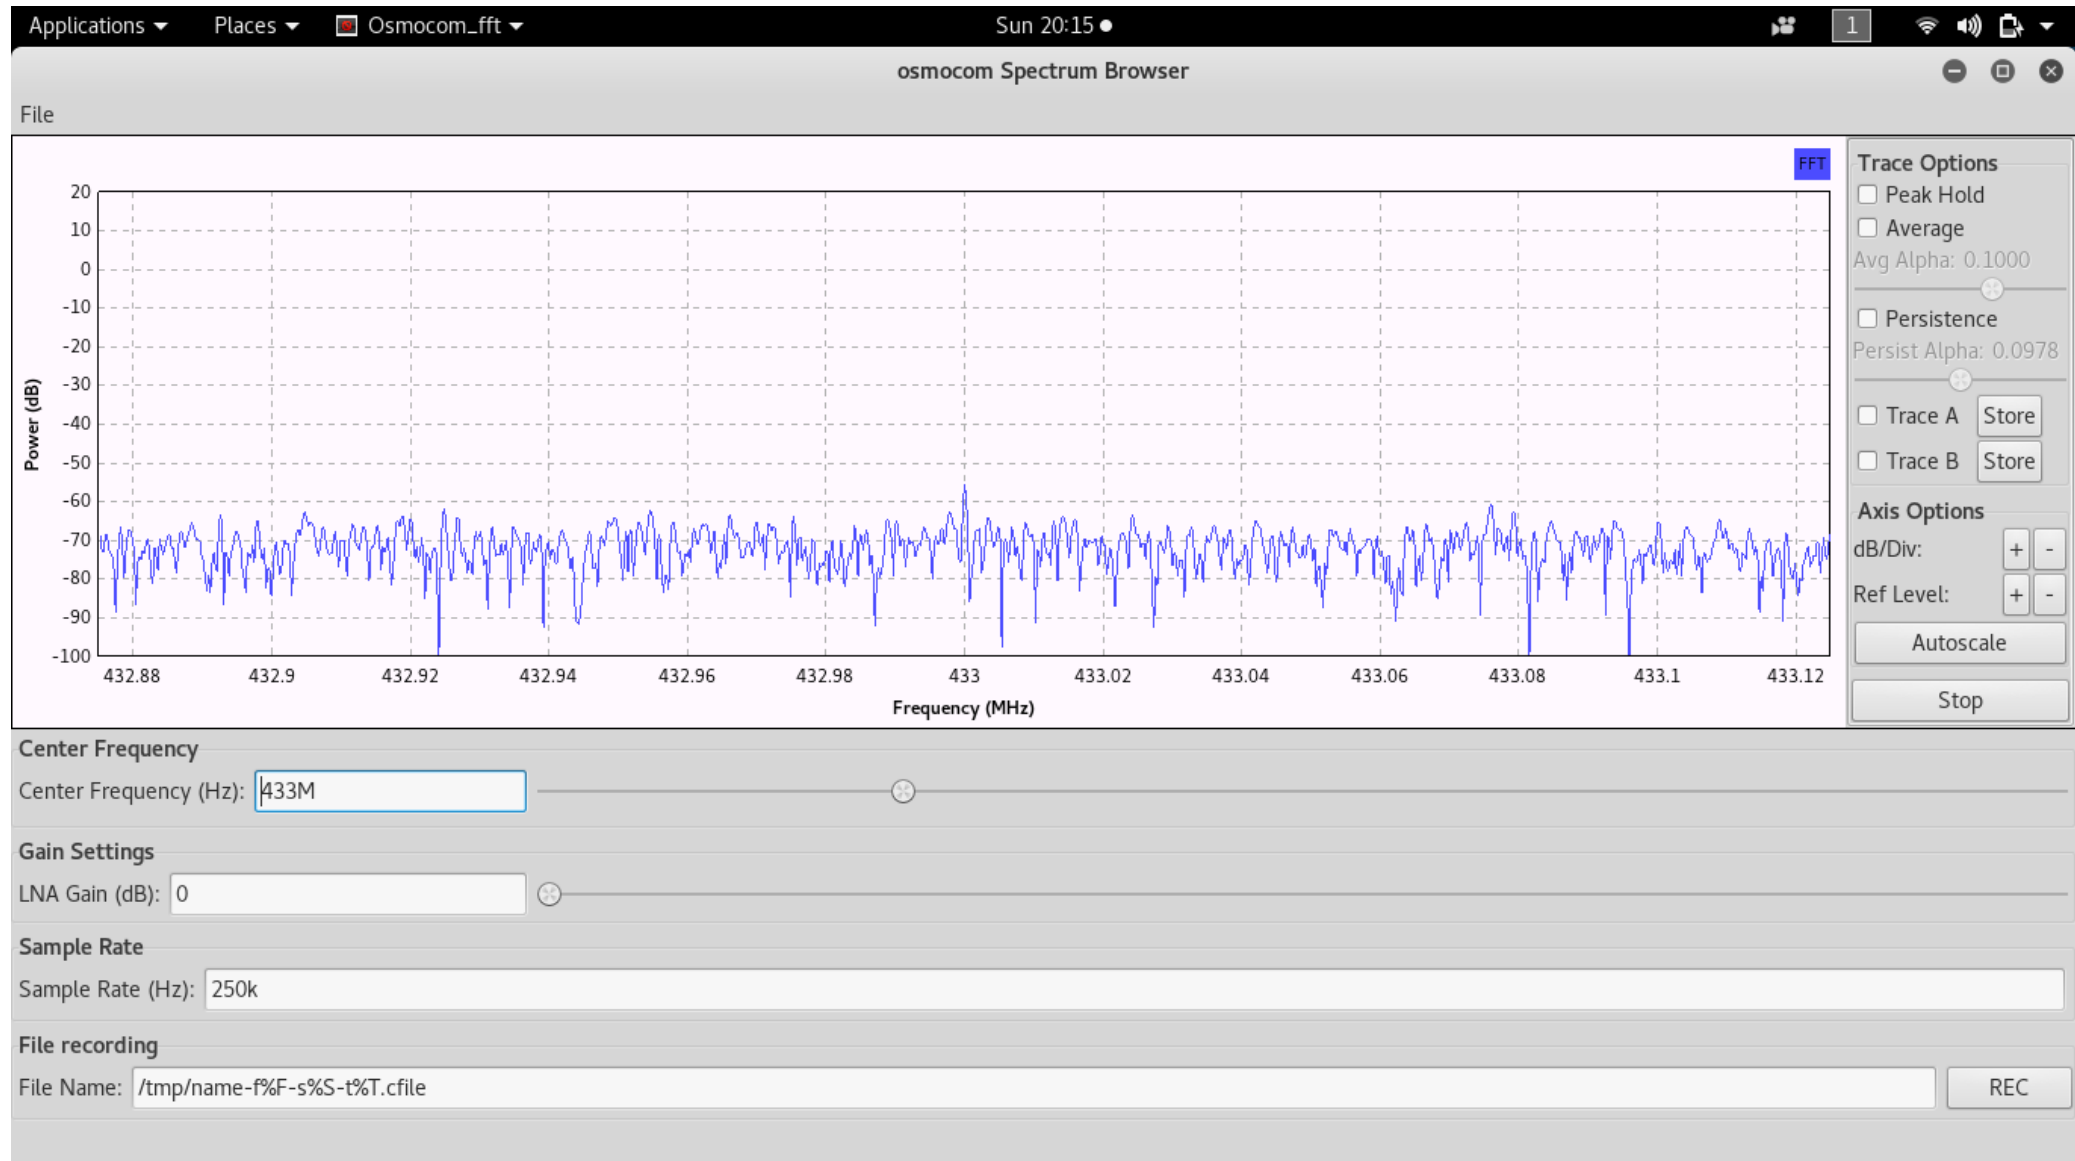 Applications Places Osmocom_fft Sun 20:15 1
osmocom Spectrum Browser
File
FFT
20
10
0
-10
-20
-30
-40
-50
-60
-70
-80
-90
-100
Power (dB)
432.88 432.9 432.92 432.94 432.96 432.98 433 433.02 433.04 433.06 433.08 433.1 433.12
Frequency (MHz)
Trace Options
Peak Hold
Average
Avg Alpha: 0.1000
Persistence
Persist Alpha: 0.0978
Trace A Store
Trace B Store
Axis Options
dB/Div: + -
Ref Level: + -
Autoscale
Stop
Center Frequency
Center Frequency (Hz): 433M
Gain Settings
LNA Gain (dB): 0
Sample Rate
Sample Rate (Hz): 250k
File recording
File Name: /tmp/name-f%F-s%S-t%T.cfile REC